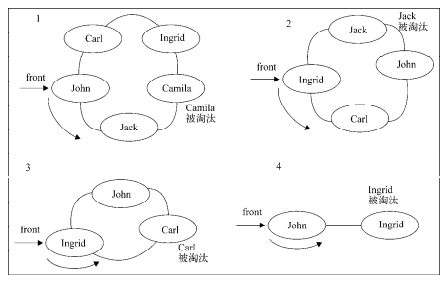 1
Carl
Ingrid
front
John
Camila
Camila
被淘汰
Jack
2
Jack
Jack
被淘汰
front
Ingrid
John
Carl
3
John
front
Ingrid
Carl
Carl
被淘汰
4
Ingrid
被淘汰
front
John
Ingrid